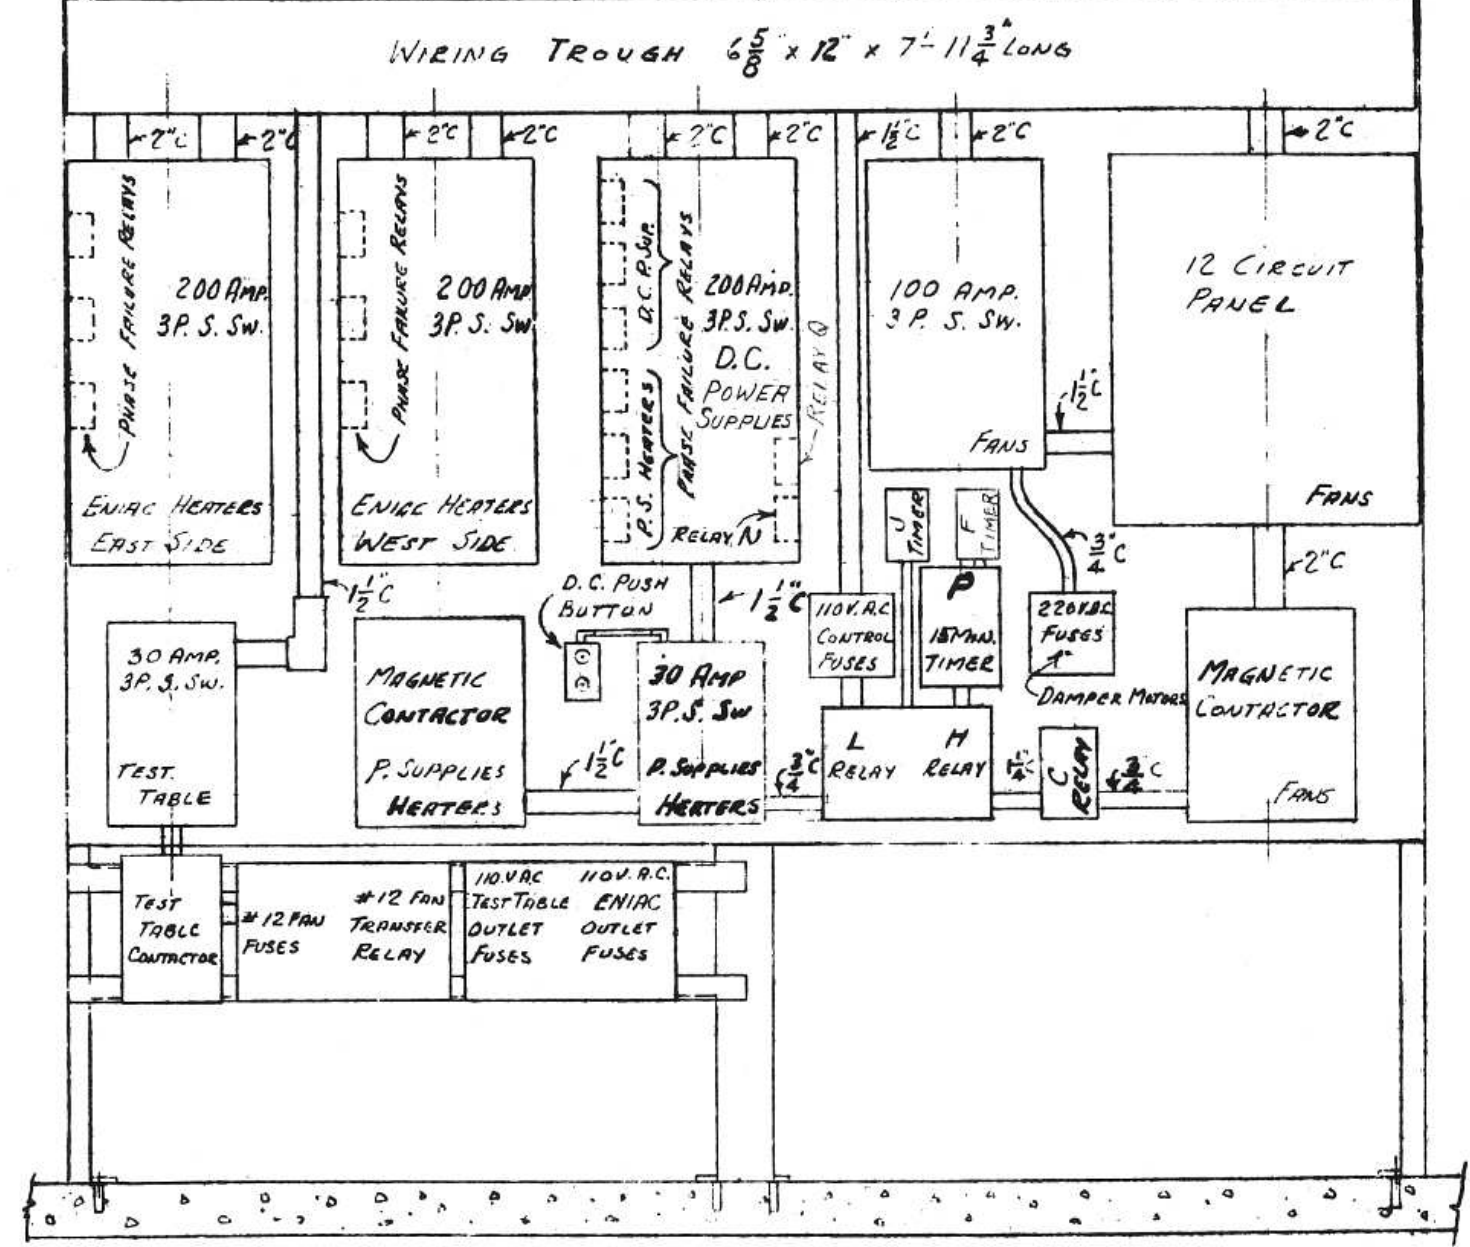 WIRING TROUGH 6 5/8" x 12" x 7'-11 3/4" LONG
2"C
2"C
2"C
2"C
2"C
2"C
1 1/2"C
2"C
2"C
PHASE FAILURE RELAYS
200 AMP.
3P. S. SW.
ENIAC HEATERS
EAST SIDE
PHASE FAILURE RELAYS
200 AMP.
3P. S. SW.
ENIAC HEATERS
WEST SIDE
D.C. P. SUP.
P.S. HEATERS
PHASE FAILURE RELAYS
200 AMP.
3P. S. SW.
D.C.
POWER
SUPPLIES
RELAY N
RELAY Q
100 AMP.
3 P. S. SW.
FANS
1 1/2"C
12 CIRCUIT
PANEL
FANS
1 1/2"C
D.C. PUSH
BUTTON
1 1/2"C
J
TIMER
F
TIMER
3/4"C
2"C
30 AMP.
3P. S. SW.
TEST
TABLE
MAGNETIC
CONTACTOR
P. SUPPLIES
HEATERS
1 1/2"C
30 AMP
3P. S. SW
P. SUPPLIES
HEATERS
3/4"C
110V. A.C
CONTROL
FUSES
P
15 MIN.
TIMER
220V.A.C.
FUSES
DAMPER MOTORS
L
RELAY
H
RELAY
C
RELAY
3/4"C
MAGNETIC
CONTACTOR
FANS
TEST
TABLE
CONTACTOR
#12 FAN
FUSES
#12 FAN
TRANSFER
RELAY
110.V AC
TEST TABLE
OUTLET
FUSES
110V. A.C.
ENIAC
OUTLET
FUSES